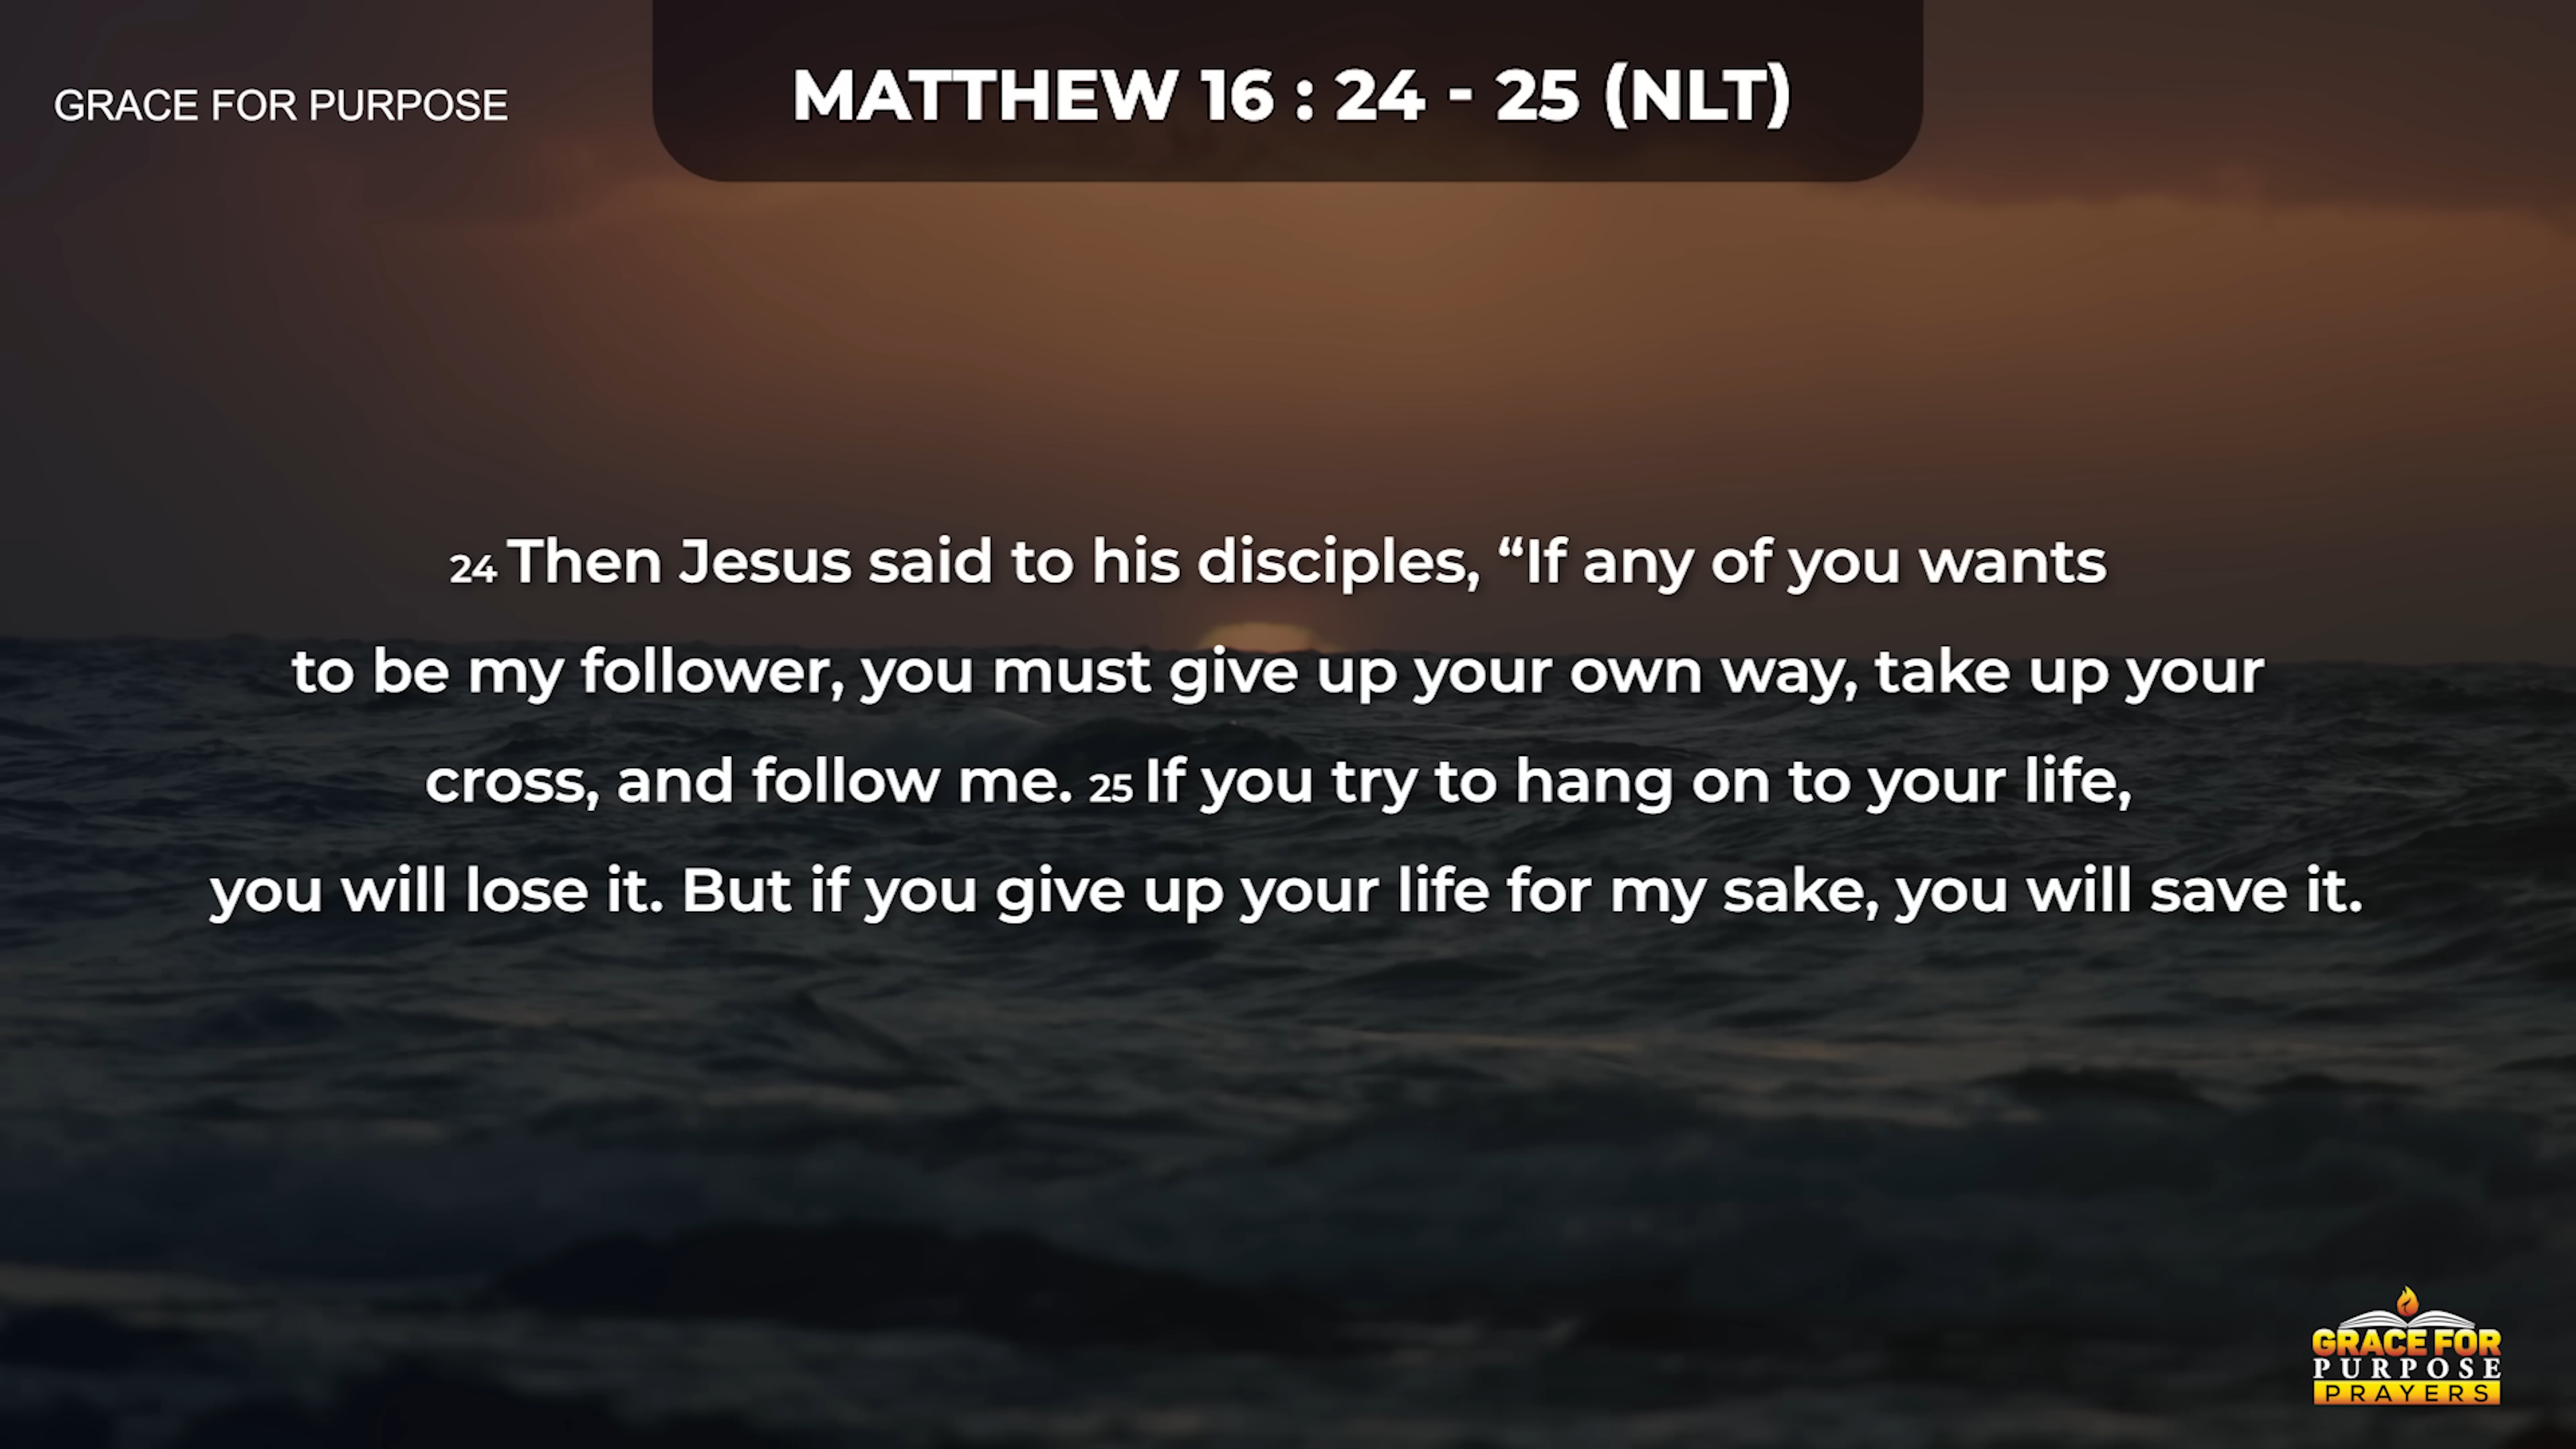 GRACE FOR PURPOSE
MATTHEW 16 : 24 - 25 (NLT)
24 Then Jesus said to his disciples, “If any of you wants
to be my follower, you must give up your own way, take up your
cross, and follow me. 25 If you try to hang on to your life,
you will lose it. But if you give up your life for my sake, you will save it.
GRACE FOR
PURPOSE
PRAYERS